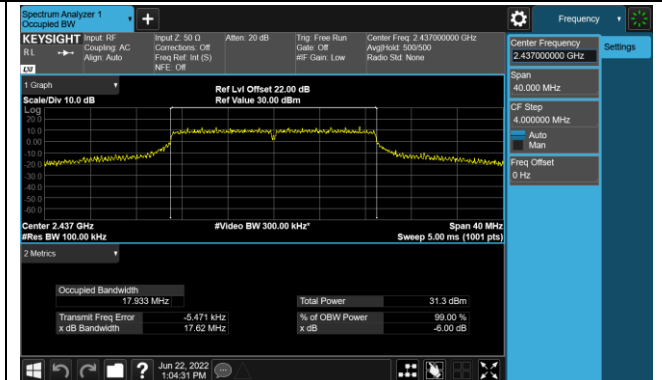 Spectrum Analyzer 1
Occupied BW
Frequency
KEYSIGHT
RL
LXI
Input: RF
Coupling: AC
Align: Auto
Input Z: 50 Ω
Corrections: Off
Freq Ref: Int (S)
NFE: Off
Atten: 20 dB
Trig: Free Run
Gate: Off
#IF Gain: Low
Center Freq: 2.437000000 GHz
Avg|Hold: 500/500
Radio Std: None
Center Frequency
2.437000000 GHz
Settings
Span
40.000 MHz
CF Step
4.000000 MHz
Auto
Man
Freq Offset
0 Hz
1 Graph
Scale/Div 10.0 dB
Ref Lvl Offset 22.00 dB
Ref Value 30.00 dBm
Log
20.0
10.0
0.00
-10.0
-20.0
-30.0
-40.0
-50.0
-60.0
Center 2.437 GHz
#Res BW 100.00 kHz
#Video BW 300.00 kHz*
Span 40 MHz
Sweep 5.00 ms (1001 pts)
2 Metrics
Occupied Bandwidth
17.933 MHz
Transmit Freq Error -5.471 kHz
x dB Bandwidth 17.62 MHz
Total Power 31.3 dBm
% of OBW Power 99.00 %
x dB -6.00 dB
?
Jun 22, 2022
1:04:31 PM